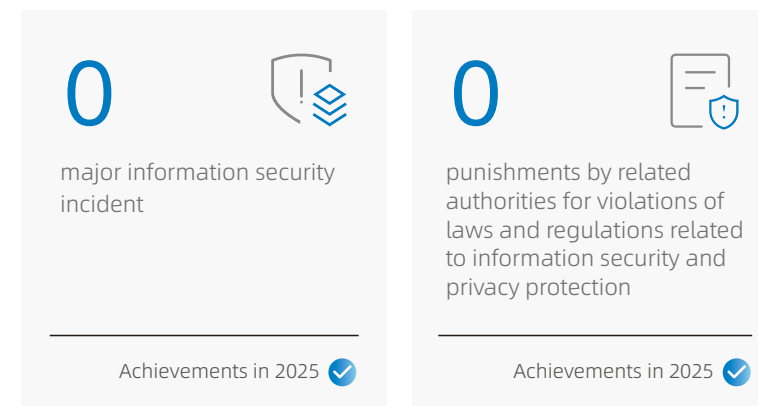 0
major information security
incident
Achievements in 2025
0
punishments by related
authorities for violations of
laws and regulations related
to information security and
privacy protection
Achievements in 2025